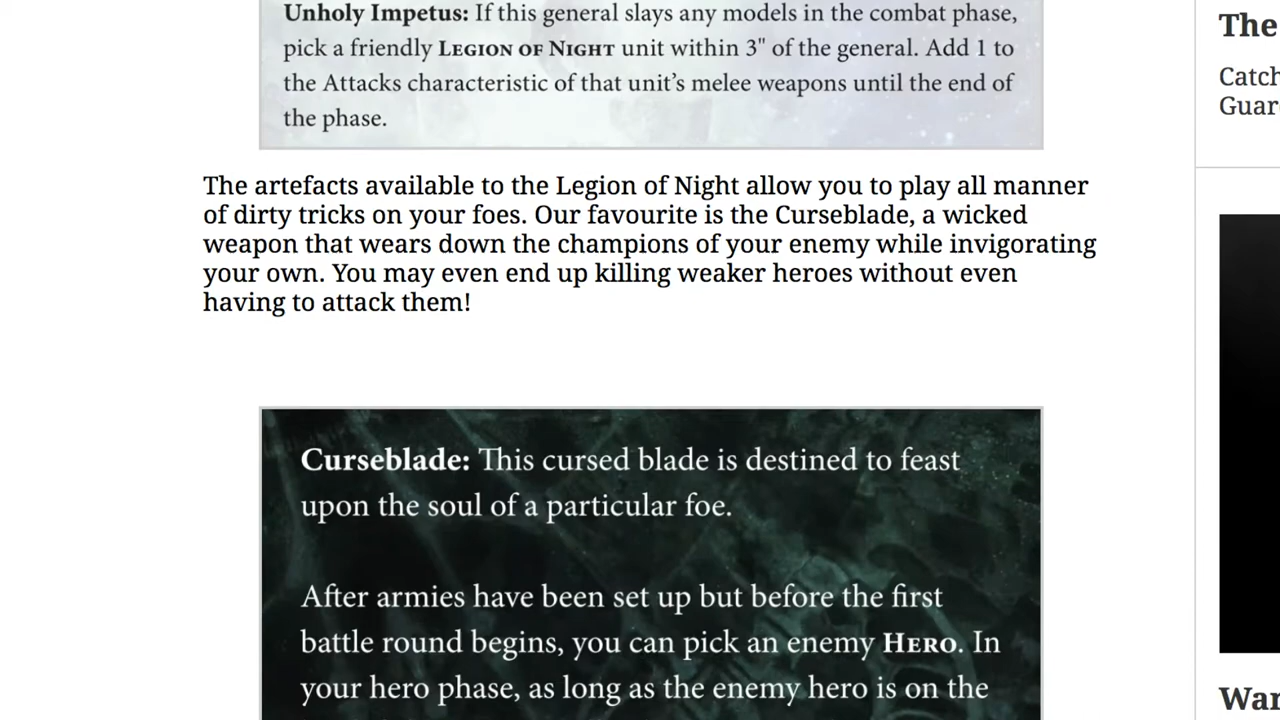 Unholy Impetus: If this general slays any models in the combat phase,
pick a friendly LEGION OF NIGHT unit within 3" of the general. Add 1 to
the Attacks characteristic of that unit's melee weapons until the end of
the phase.
The artefacts available to the Legion of Night allow you to play all manner
of dirty tricks on your foes. Our favourite is the Curseblade, a wicked
weapon that wears down the champions of your enemy while invigorating
your own. You may even end up killing weaker heroes without even
having to attack them!
Curseblade: This cursed blade is destined to feast
upon the soul of a particular foe.
After armies have been set up but before the first
battle round begins, you can pick an enemy HERO. In
your hero phase, as long as the enemy hero is on the
The
Catch
Guar
War